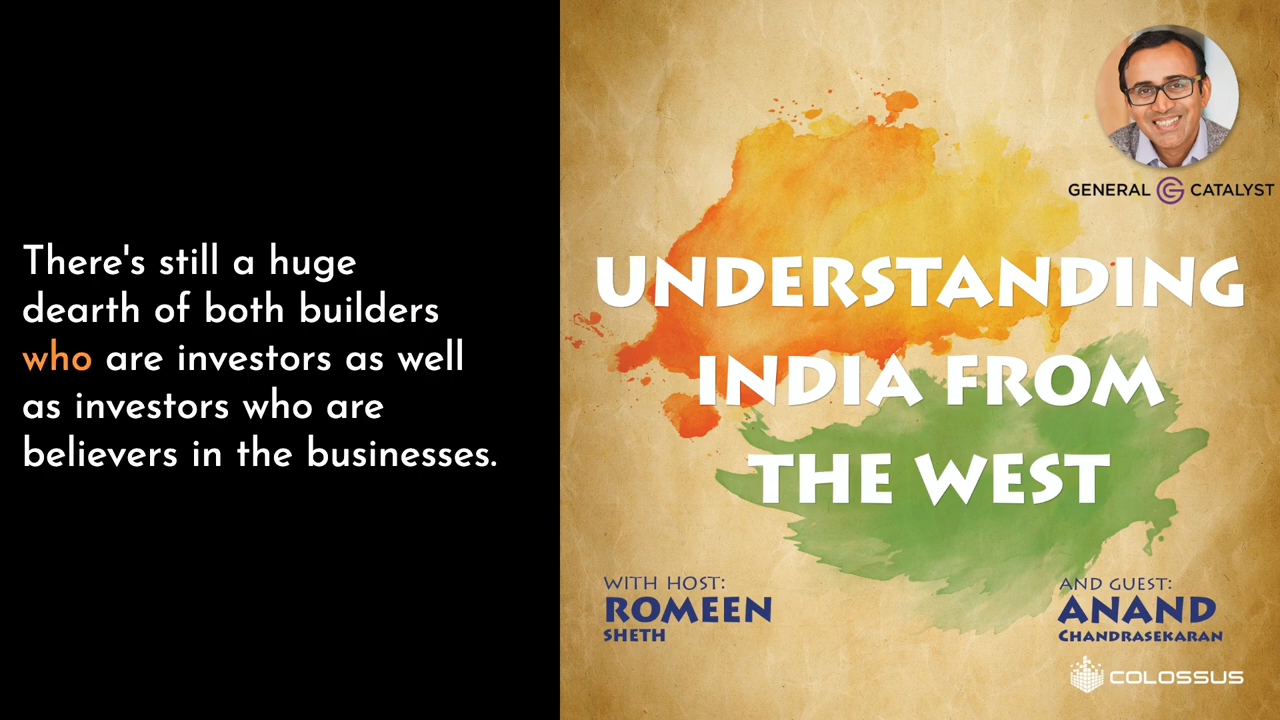 There's still a huge
dearth of both builders
who are investors as well
as investors who are
believers in the businesses.
GENERAL CATALYST
UNDERSTANDING
INDIA FROM
THE WEST
WITH HOST:
ROMEEN
SHETH
AND GUEST:
ANAND
CHANDRASEKARAN
COLOSSUS